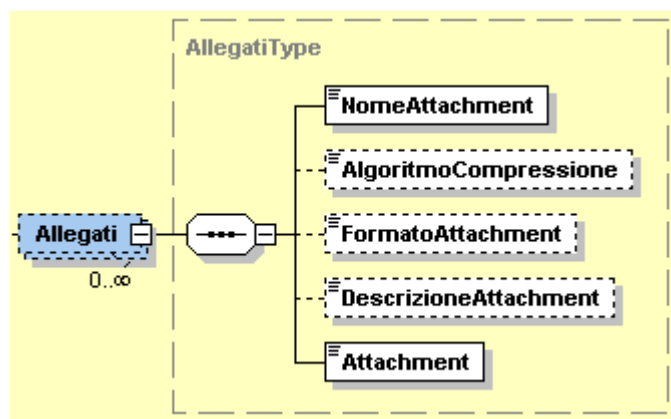 AllegatiType
NomeAttachment
AlgoritmoCompressione
Allegati
0..∞
FormatoAttachment
DescrizioneAttachment
Attachment